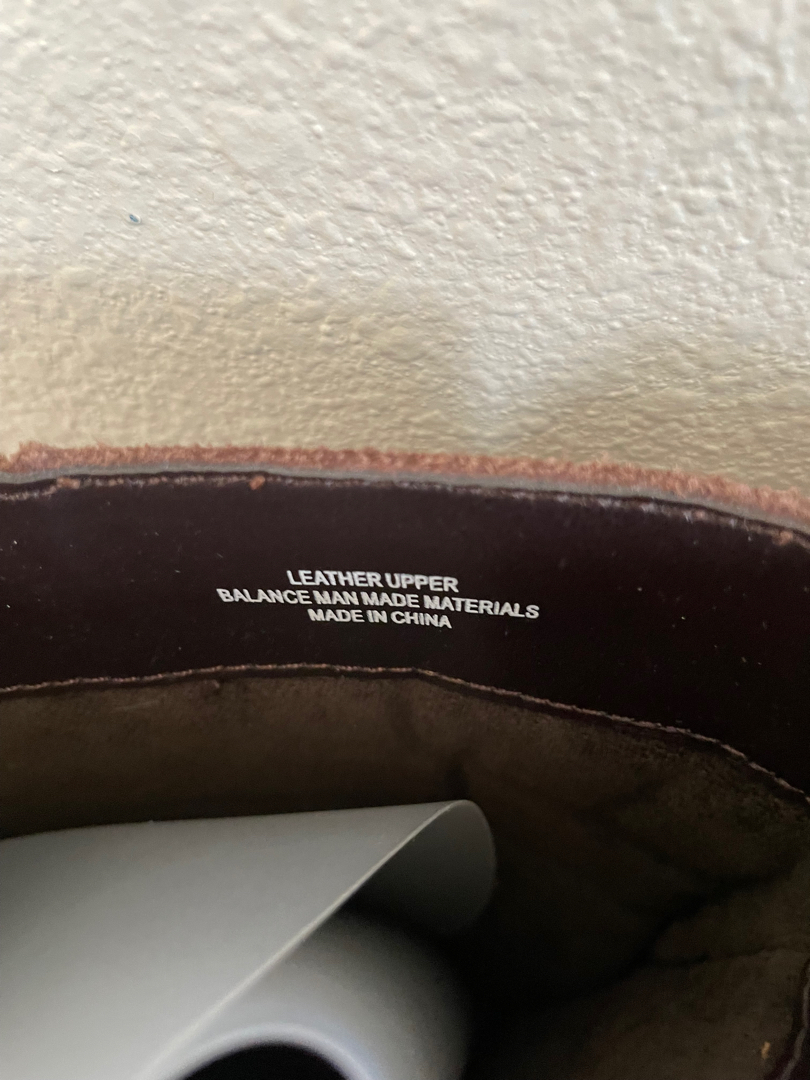 LEATHER UPPER
BALANCE MAN MADE MATERIALS
MADE IN CHINA